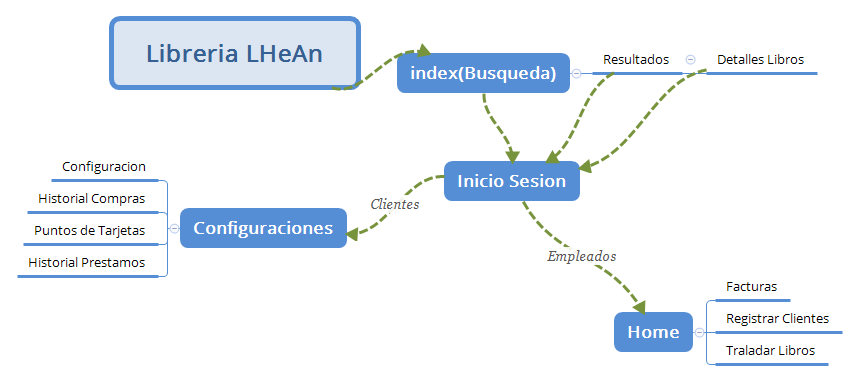 Libreria LHeAn
index(Busqueda)
Resultados
Detalles Libros
Inicio Sesion
Clientes
Configuraciones
Configuracion
Historial Compras
Puntos de Tarjetas
Historial Prestamos
Empleados
Home
Facturas
Registrar Clientes
Traladar Libros